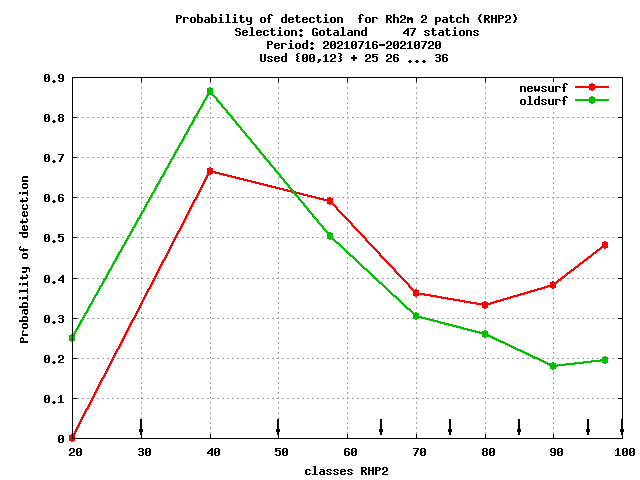 Probability of detection  for Rh2m 2 patch (RHP2)
Selection: Gotaland     47 stations
Period: 20210716-20210720
Used {00,12} + 25 26 ... 36
newsurf
oldsurf
0.9
0.8
0.7
0.6
0.5
0.4
0.3
0.2
0.1
0
Probability of detection
20 30 40 50 60 70 80 90 100
classes RHP2